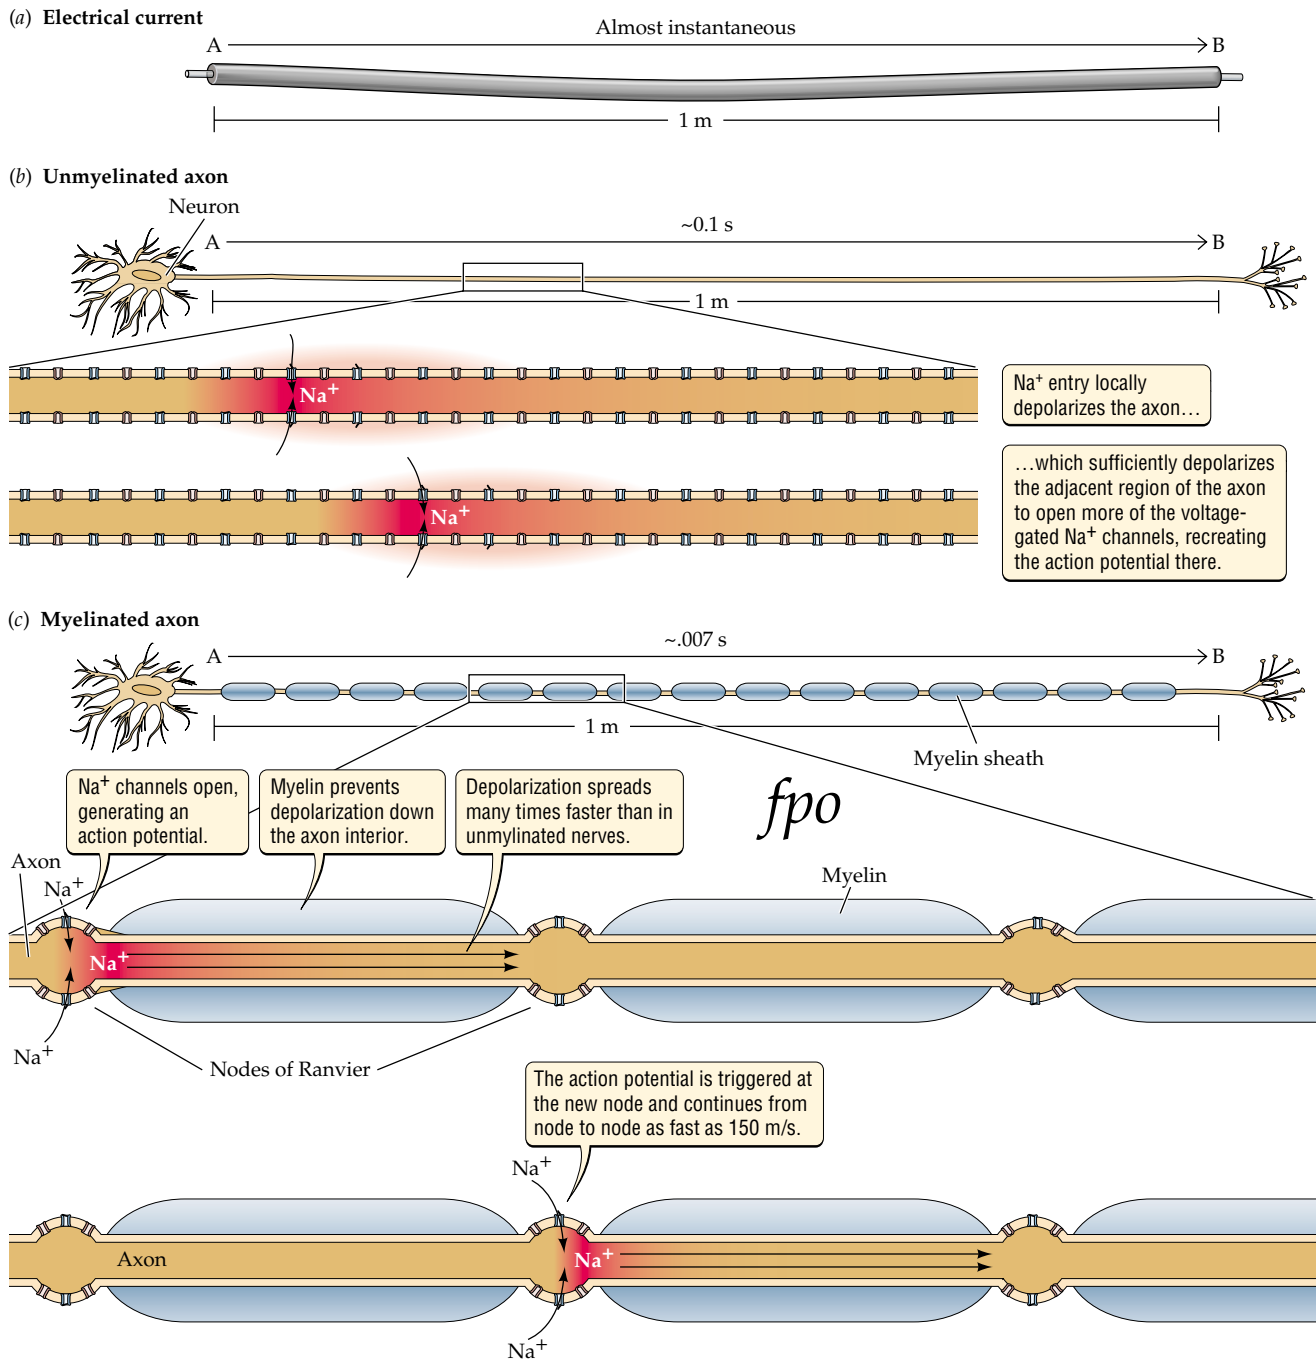 (a) Electrical current
Almost instantaneous
A
B
1 m
(b) Unmyelinated axon
Neuron
~0.1 s
A
B
1 m
Na+
Na+ entry locally
depolarizes the axon…
Na+
…which sufficiently depolarizes
the adjacent region of the axon
to open more of the voltage-
gated Na+ channels, recreating
the action potential there.
(c) Myelinated axon
~.007 s
A
B
1 m
Myelin sheath
Na+ channels open,
generating an
action potential.
Myelin prevents
depolarization down
the axon interior.
Depolarization spreads
many times faster than in
unmylinated nerves.
fpo
Axon
Na+
Myelin
Na+
Na+
Nodes of Ranvier
The action potential is triggered at
the new node and continues from
node to node as fast as 150 m/s.
Na+
Axon
Na+
Na+